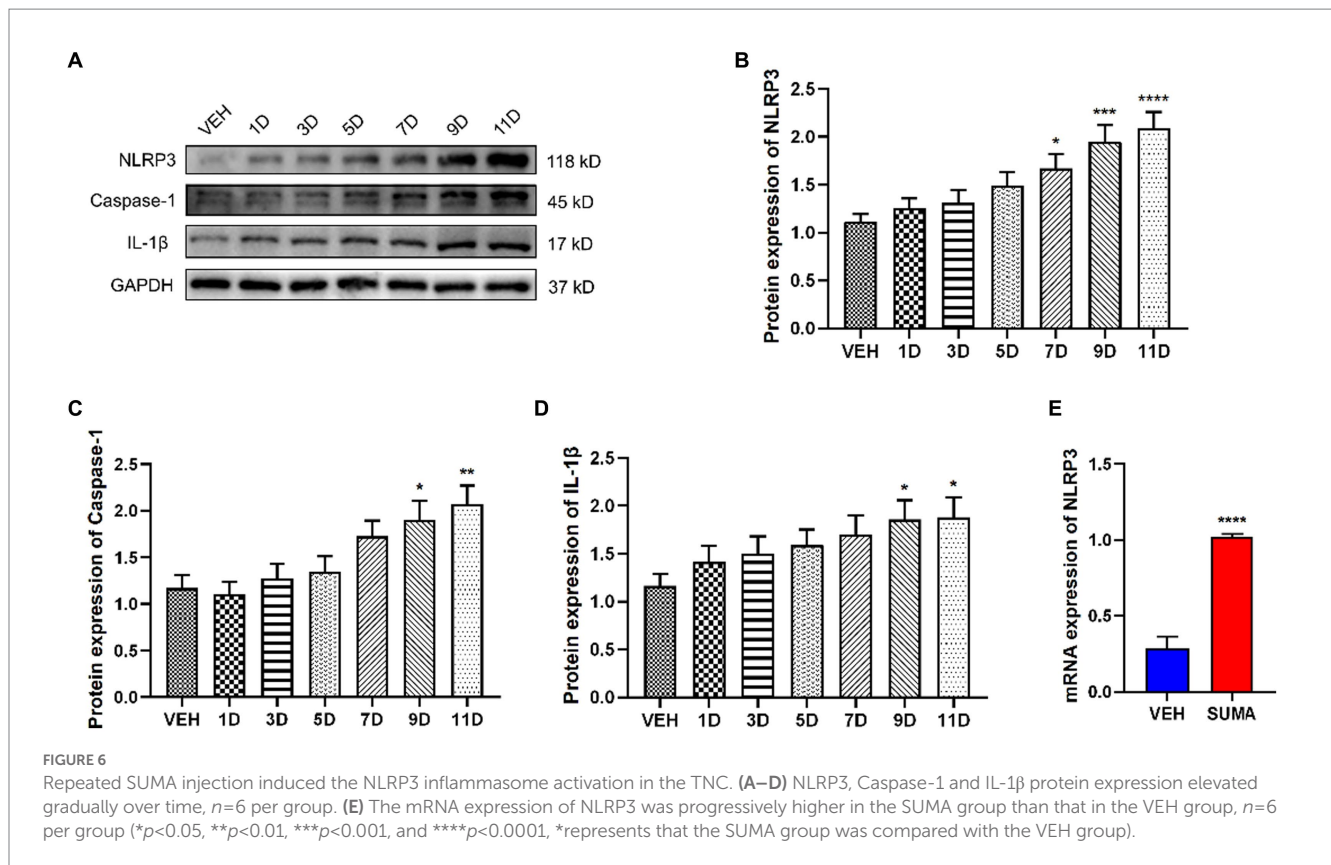 A
VEH 1D 3D 5D 7D 9D 11D
NLRP3 118 kD
Caspase-1 45 kD
IL-1β 17 kD
GAPDH 37 kD
B
Protein expression of NLRP3
2.5
2.0
1.5
1.0
0.5
0.0
* *** ****
VEH 1D 3D 5D 7D 9D 11D
C
Protein expression of Caspase-1
2.5
2.0
1.5
1.0
0.5
0.0
* **
VEH 1D 3D 5D 7D 9D 11D
D
Protein expression of IL-1β
2.5
2.0
1.5
1.0
0.5
0.0
* *
VEH 1D 3D 5D 7D 9D 11D
E
mRNA expression of NLRP3
1.5
1.0
0.5
0.0
****
VEH SUMA
FIGURE 6
Repeated SUMA injection induced the NLRP3 inflammasome activation in the TNC. (A–D) NLRP3, Caspase-1 and IL-1β protein expression elevated
gradually over time, n=6 per group. (E) The mRNA expression of NLRP3 was progressively higher in the SUMA group than that in the VEH group, n=6
per group (*p<0.05, **p<0.01, ***p<0.001, and ****p<0.0001, *represents that the SUMA group was compared with the VEH group).